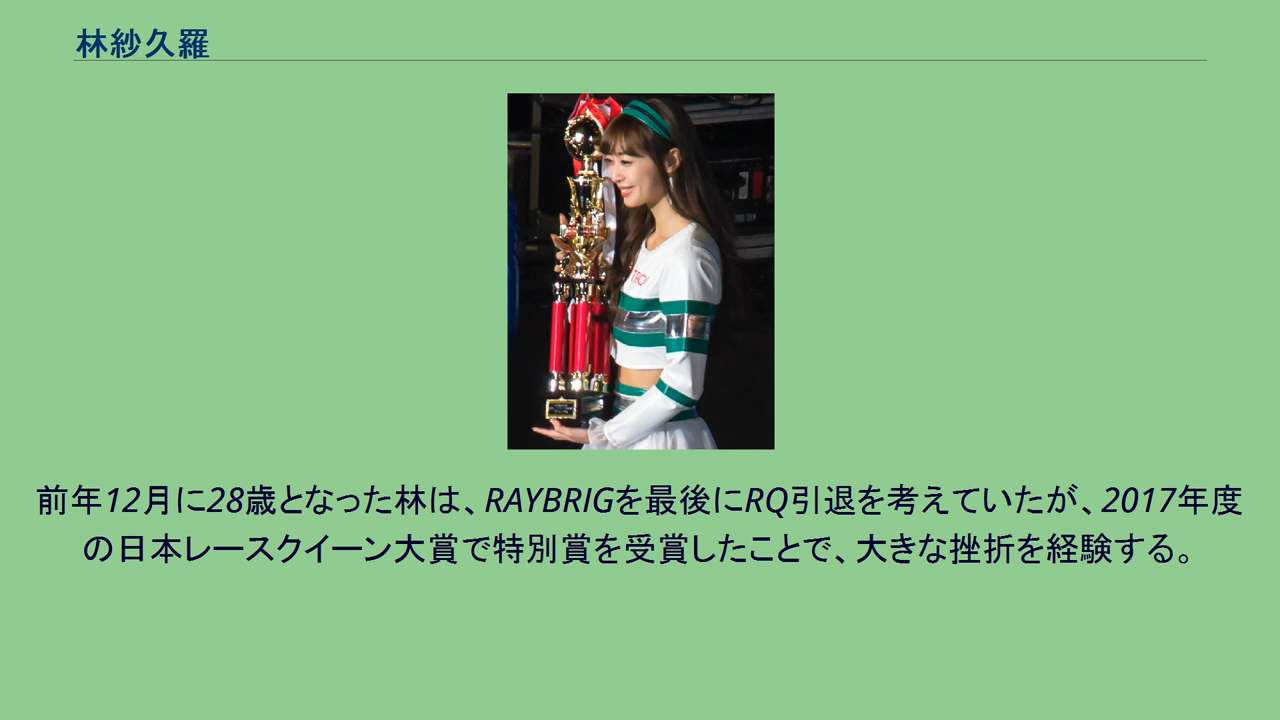 林紗久羅
前年12月に28歳となった林は、RAYBRIGを最後にRQ引退を考えていたが、2017年度
の日本レースクイーン大賞で特別賞を受賞したことで、大きな挫折を経験する。